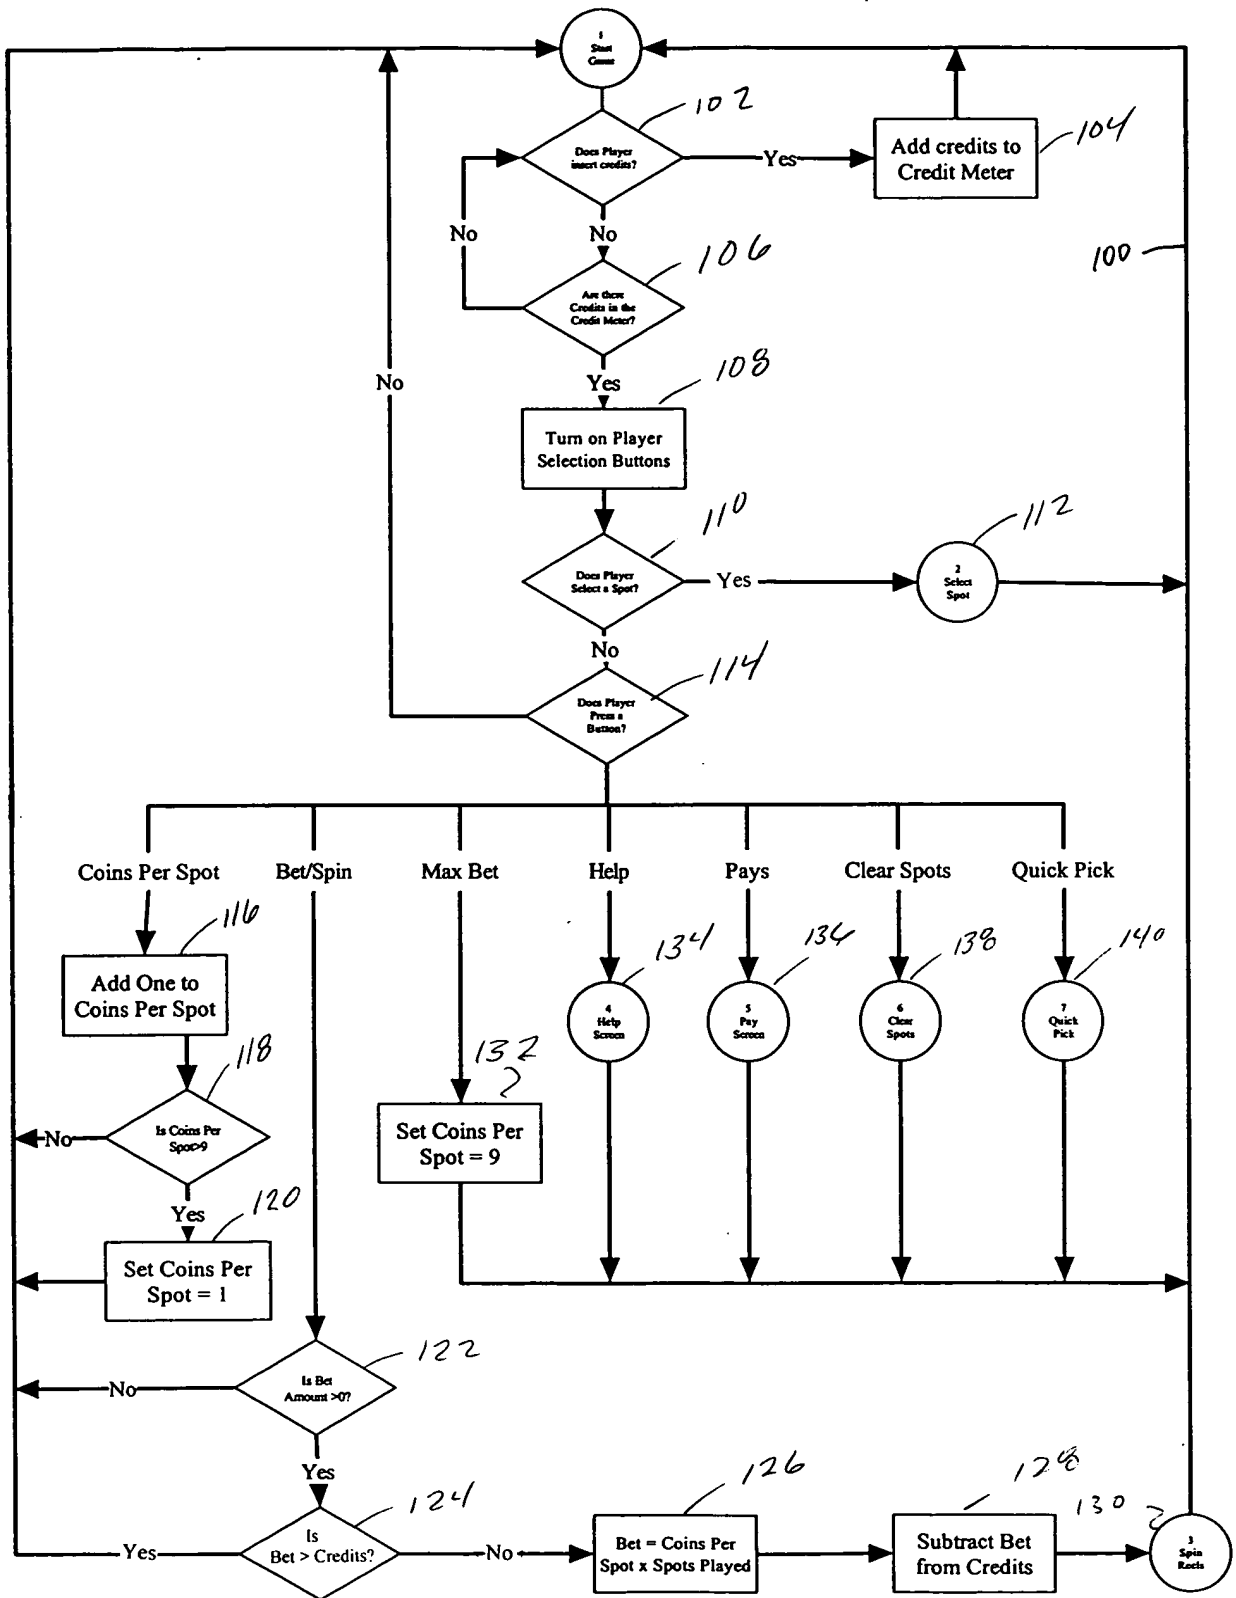 1
Start
Game
102
Does Player
insert credits?
Yes
Add credits to
Credit Meter
104
No
No
100
106
Are there
Credits in the
Credit Meter?
No
Yes
108
Turn on Player
Selection Buttons
110
Does Player
Select a Spot?
Yes
2
Select
Spot
112
No
114
Does Player
Press a
Button?
Coins Per Spot
Bet/Spin
Max Bet
Help
Pays
Clear Spots
Quick Pick
116
Add One to
Coins Per Spot
134
4
Help
Screen
136
5
Pay
Screen
138
6
Clear
Spots
140
7
Quick
Pick
118
Is Coins Per
Spot>9
No
132
Set Coins Per
Spot = 9
Yes
120
Set Coins Per
Spot = 1
122
Is Bet
Amount >0?
No
Yes
124
Is
Bet > Credits?
Yes
No
126
Bet = Coins Per
Spot x Spots Played
128
Subtract Bet
from Credits
130
3
Spin
Reels